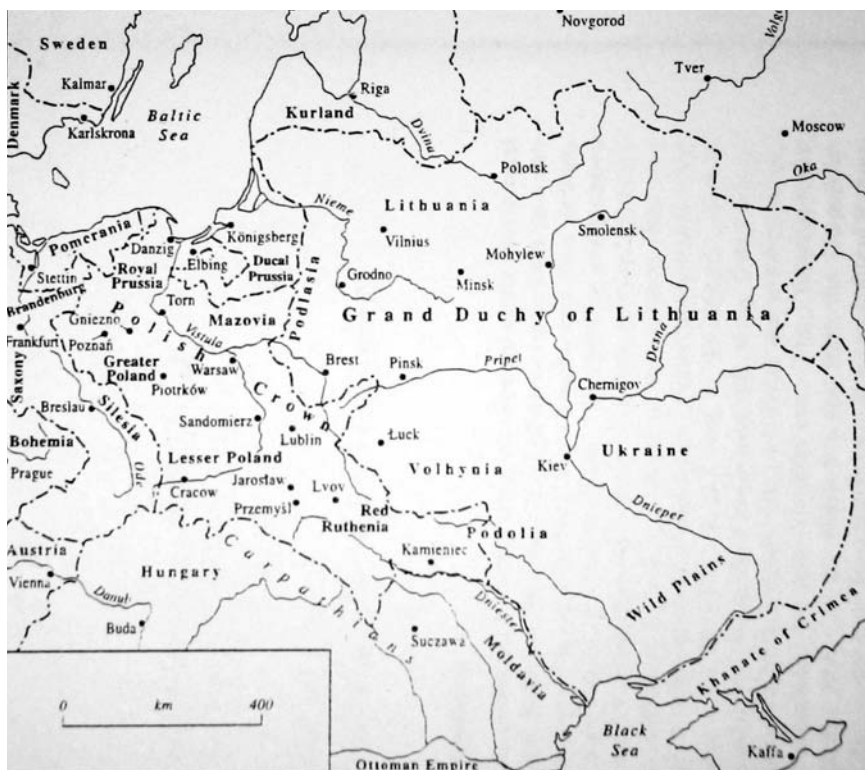 Novgorod
Sweden
Volga
Tver
Kalmar
Riga
Denmark
Baltic
Sea
Kurland
Moscow
Karlskrona
Dvina
Polotsk
Oka
Nieme
Lithuania
Pomerania
Königsberg
Smolensk
Danzig
Vilnius
Elbing
Ducal
Prussia
Mohylew
Stettin
Royal
Prussia
Podlasia
Grodno
Minsk
Brandenburg
Torn
Mazovia
Grand Duchy of Lithuania
Polish
Gniezno
Desna
Frankfurt
Poznań
Vistula
Saxony
Greater
Poland
Warsaw
Brest
Pinsk
Pripet
Piotrków
Crown
Chernigov
Breslau
Silesia
Sandomierz
Lublin
Łuck
Bohemia
Ukraine
Lesser Poland
Volhynia
Kiev
Prague
Od
Cracow
Jarosław
Lvov
Przemyśl
Red
Ruthenia
Dnieper
Podolia
Austria
Kamieniec
Hungary
Carpathians
Vienna
Danub
Wild Plains
Dniester
Buda
Suczawa
Moldavia
Khanate of Crimea
0 km 400
Black
Sea
Kaffa
Ottoman Empire